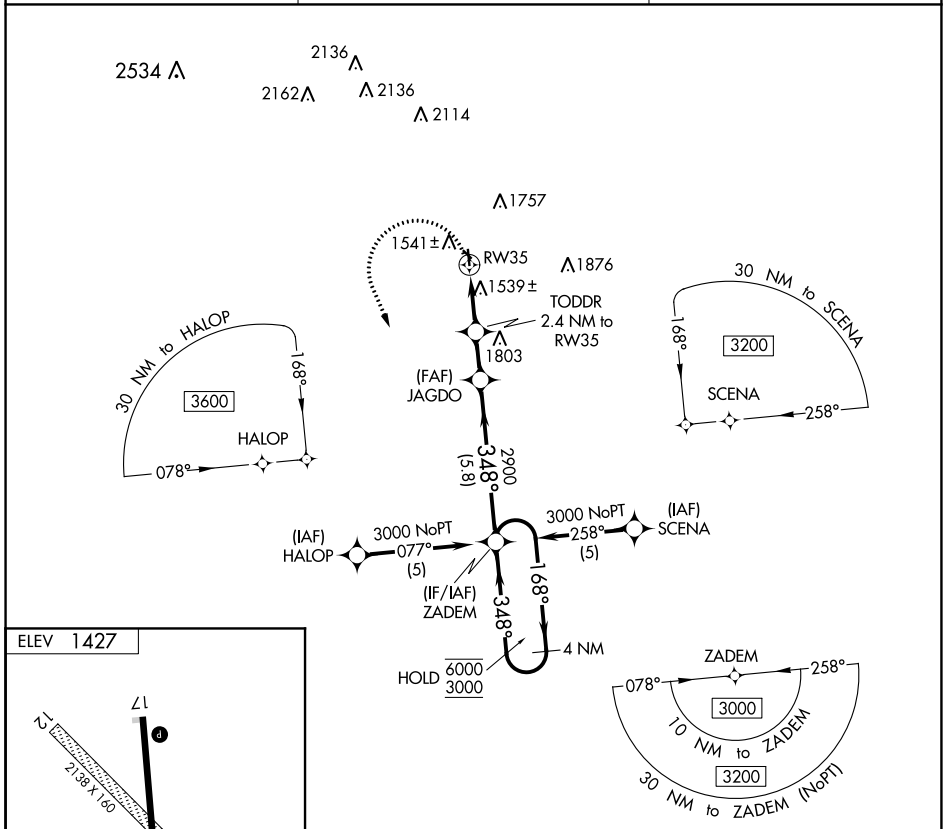 2534
2136
2162
2136
2114
1757
1541±
RW35
1876
1539±
TODDR
2.4 NM to
RW35
1803
(FAF)
JAGDO
30 NM to HALOP
168°
3600
HALOP
078°
30 NM to SCENA
168°
3200
SCENA
258°
2900
348°
(5.8)
(IAF)
HALOP
3000 NoPT
077°
(5)
3000 NoPT
258°
(5)
(IAF)
SCENA
(IF/IAF)
ZADEM
348°
168°
4 NM
HOLD 6000
3000
ZADEM
078°
258°
3000
10 NM to ZADEM
3200
30 NM to ZADEM (NoPT)
ELEV 1427
17
12
P
2138 X 160